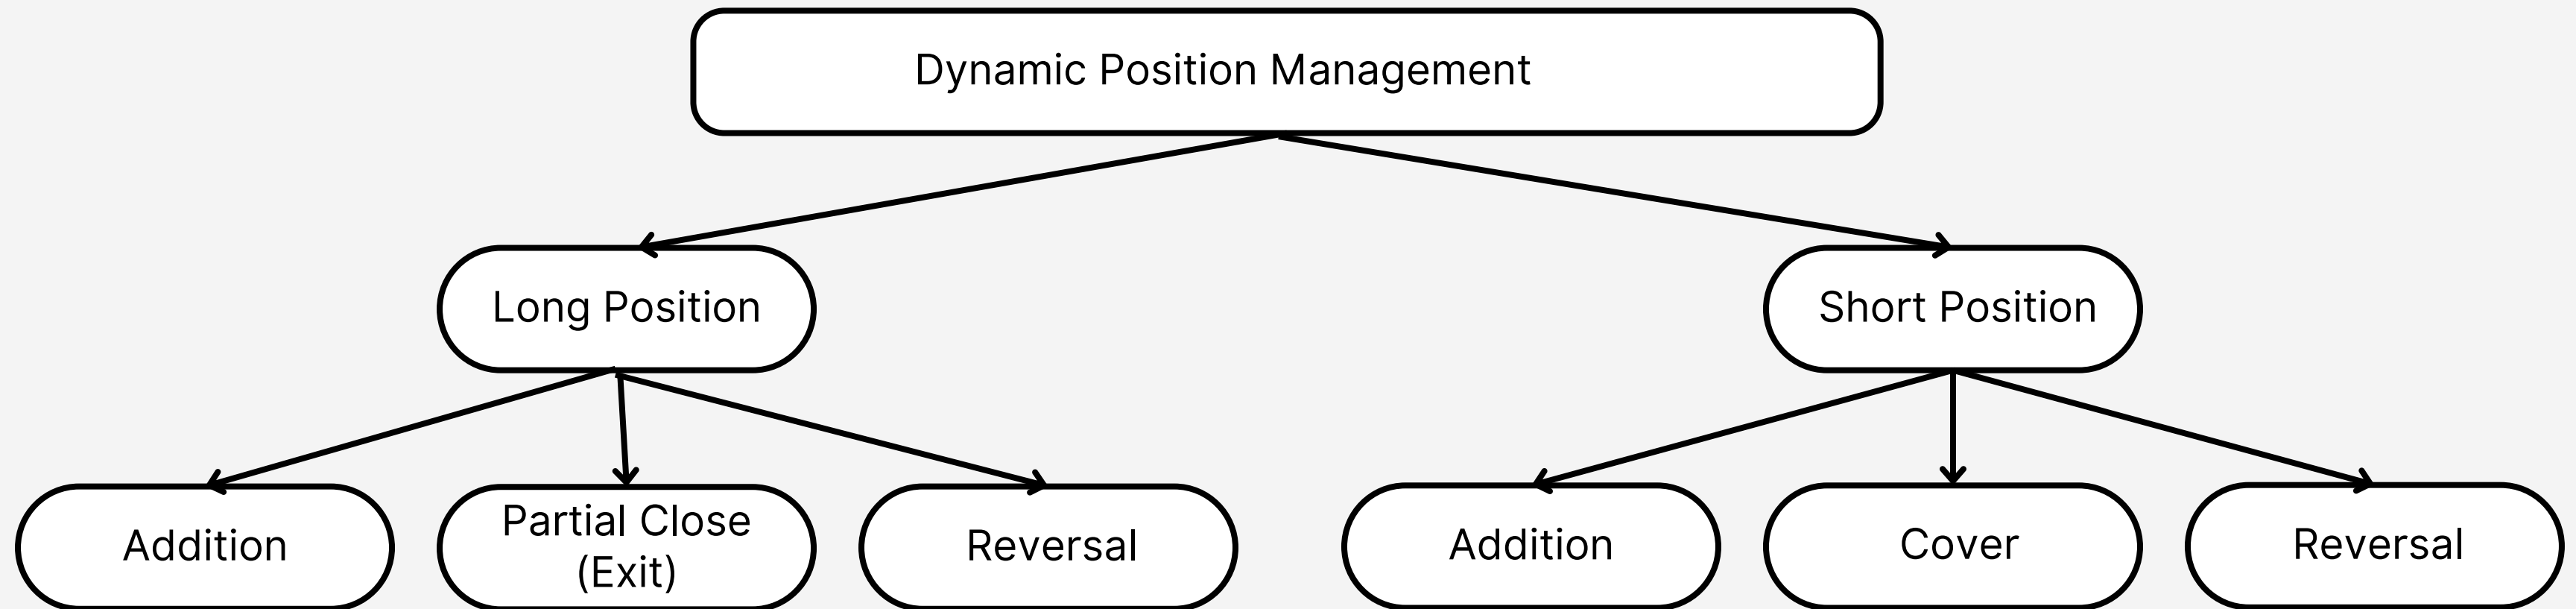 Dynamic Position Management
Long Position
Short Position
Addition
Partial Close
(Exit)
Reversal
Addition
Cover
Reversal